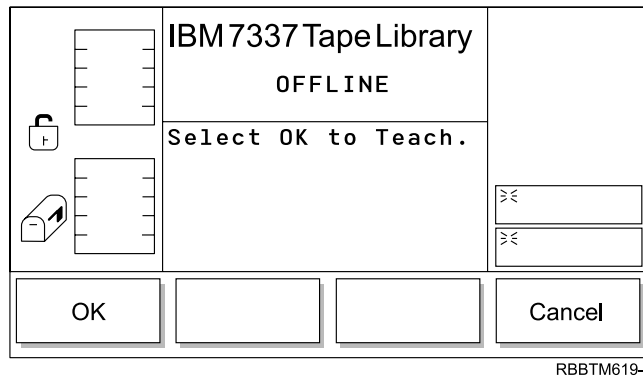 IBM 7337 Tape Library
OFFLINE
Select OK to Teach.
OK
Cancel
RBBTM619-